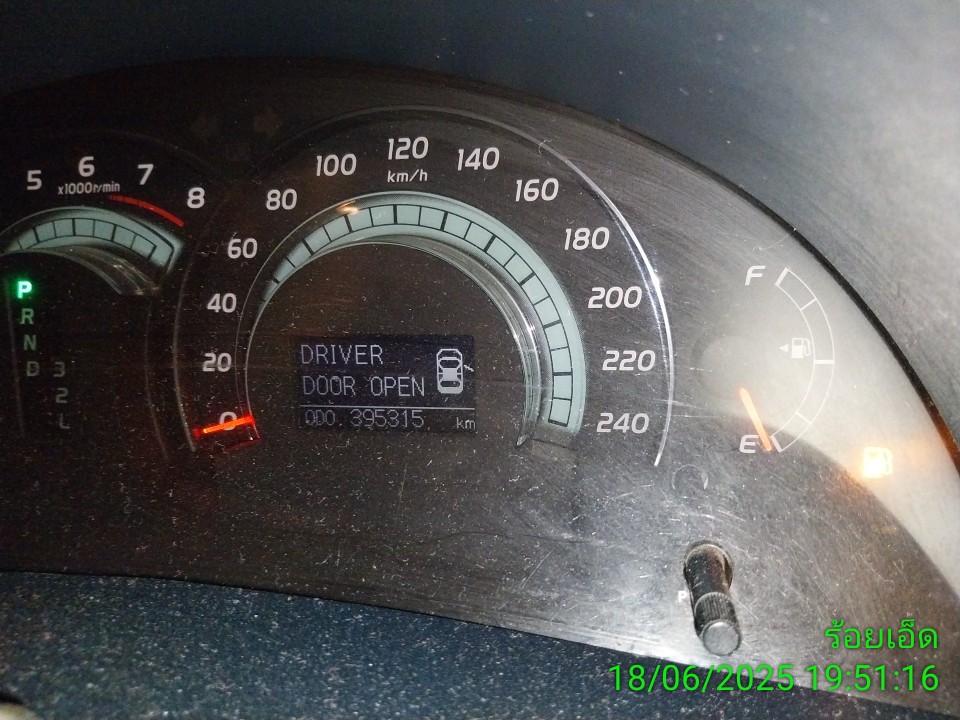 5
6
7
8
x1000r/min
P
R
N
D
3
2
L
0
20
40
60
80
100
120
140
160
180
200
220
240
km/h
DRIVER
DOOR OPEN
ODO. 395315 km
F
E
ร้อยเอ็ด
18/06/2025 19:51:16